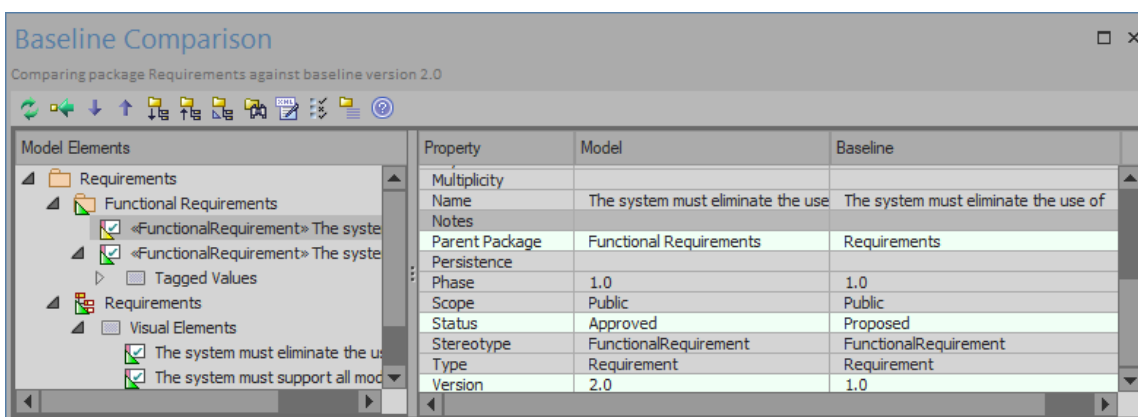 Baseline Comparison
Comparing package Requirements against baseline version 2.0
Model Elements
Requirements
Functional Requirements
«FunctionalRequirement» The syste
«FunctionalRequirement» The syste
Tagged Values
Requirements
Visual Elements
The system must eliminate the u
The system must support all mod
Property Model Baseline
Multiplicity
Name The system must eliminate the use The system must eliminate the use of
Notes
Parent Package Functional Requirements Requirements
Persistence
Phase 1.0 1.0
Scope Public Public
Status Approved Proposed
Stereotype FunctionalRequirement FunctionalRequirement
Type Requirement Requirement
Version 2.0 1.0